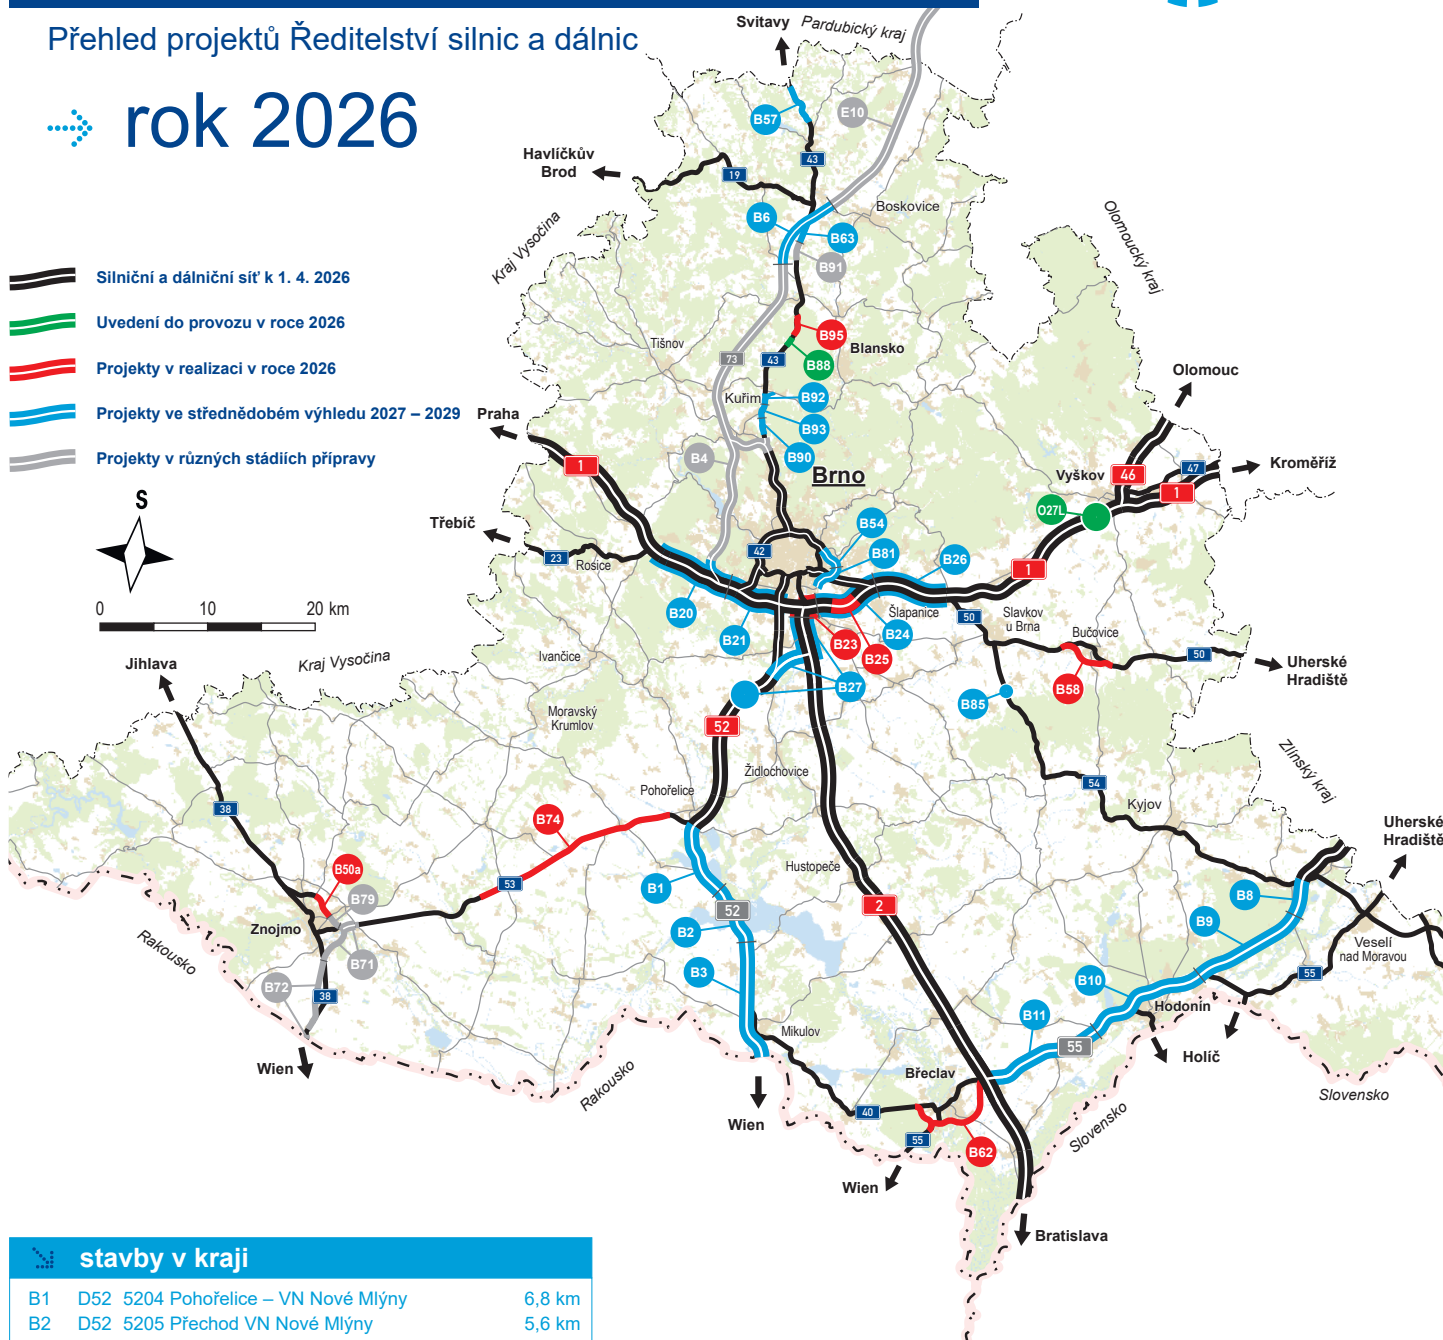 Přehled projektů Ředitelství silnic a dálnic
rok 2026
Silniční a dálniční síť k 1. 4. 2026
Uvedení do provozu v roce 2026
Projekty v realizaci v roce 2026
Projekty ve střednědobém výhledu 2027 – 2029
Projekty v různých stádiích přípravy
S
0 10 20 km
Svitavy
Pardubický kraj
B57
E10
43
Havlíčkův
Brod
19
Kraj Vysočina
B6
Boskovice
B63
B91
Olomoucký kraj
Tišnov
B95
Blansko
73
43
B88
Olomouc
Kuřim
B92
Praha
B93
B4
B90
1
Brno
Vyškov
46
47
Kroměříž
1
O27L
Třebíč
B54
23
Rosice
42
B81
B26
1
B20
B21
Šlapanice
B24
B23
B25
50
Slavkov
u Brna
Bučovice
50
Uherské
Hradiště
Jihlava
Kraj Vysočina
Ivančice
B27
B85
B58
Moravský
Krumlov
52
Židlochovice
Zlínský kraj
38
Pohořelice
54
Kyjov
B74
Uherské
Hradiště
B50a
Hustopeče
53
B1
B8
B79
52
2
B9
Znojmo
B2
Veselí
nad Moravou
Rakousko
B71
B72
B3
B10
55
38
Hodonín
B11
Mikulov
55
Holíč
Wien
Rakousko
Břeclav
Slovensko
40
Slovensko
Wien
55
B62
Wien
Bratislava
stavby v kraji
B1 D52 5204 Pohořelice – VN Nové Mlýny 6,8 km
B2 D52 5205 Přechod VN Nové Mlýny 5,6 km